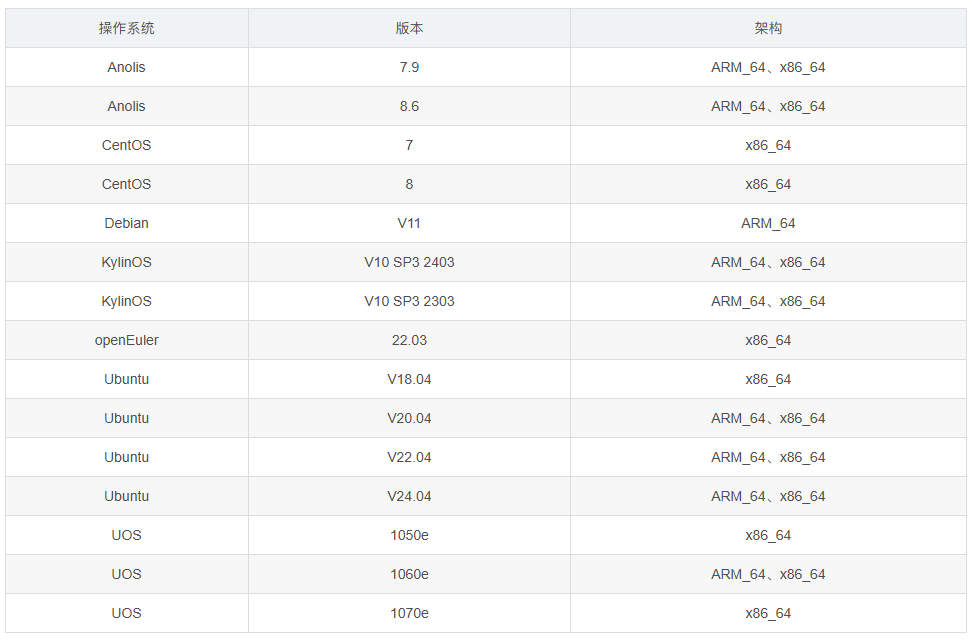 操作系统 版本 架构
Anolis 7.9 ARM_64、x86_64
Anolis 8.6 ARM_64、x86_64
CentOS 7 x86_64
CentOS 8 x86_64
Debian V11 ARM_64
KylinOS V10 SP3 2403 ARM_64、x86_64
KylinOS V10 SP3 2303 ARM_64、x86_64
openEuler 22.03 x86_64
Ubuntu V18.04 x86_64
Ubuntu V20.04 ARM_64、x86_64
Ubuntu V22.04 ARM_64、x86_64
Ubuntu V24.04 ARM_64、x86_64
UOS 1050e x86_64
UOS 1060e ARM_64、x86_64
UOS 1070e x86_64